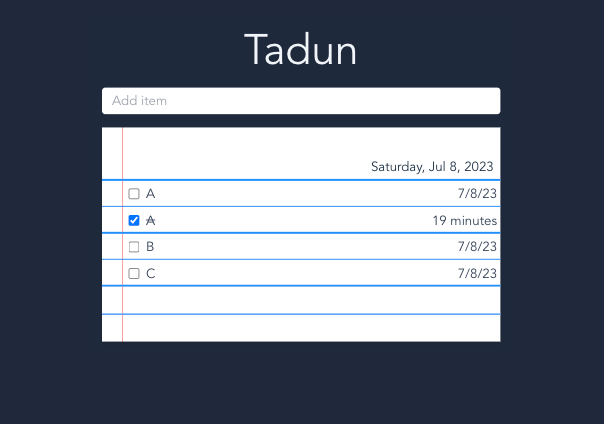 Tadun
Add item
Saturday, Jul 8, 2023
A 7/8/23
A 19 minutes
B 7/8/23
C 7/8/23